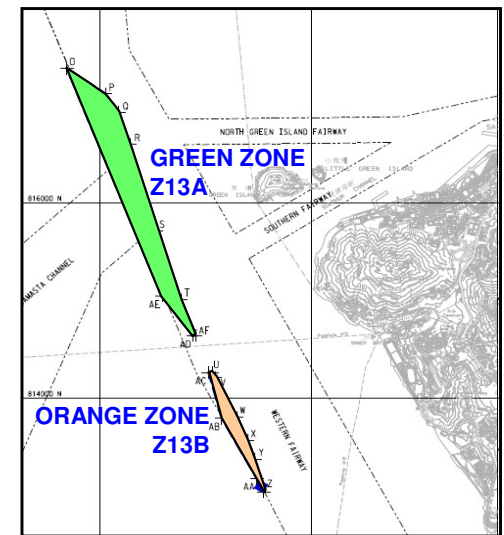 O
P
Q
R
NORTH GREEN ISLAND FAIRWAY
GREEN ZONE
Z13A
LITTLE GREEN ISLAND
GREEN ISLAND
SOUTHERN FAIRWAY
816000 N
S
AMASTA CHANNEL
AE
T
AF
AD
U
AC
V
814000 N
ORANGE ZONE
Z13B
AB
W
X
WESTERN FAIRWAY
Y
AA
Z